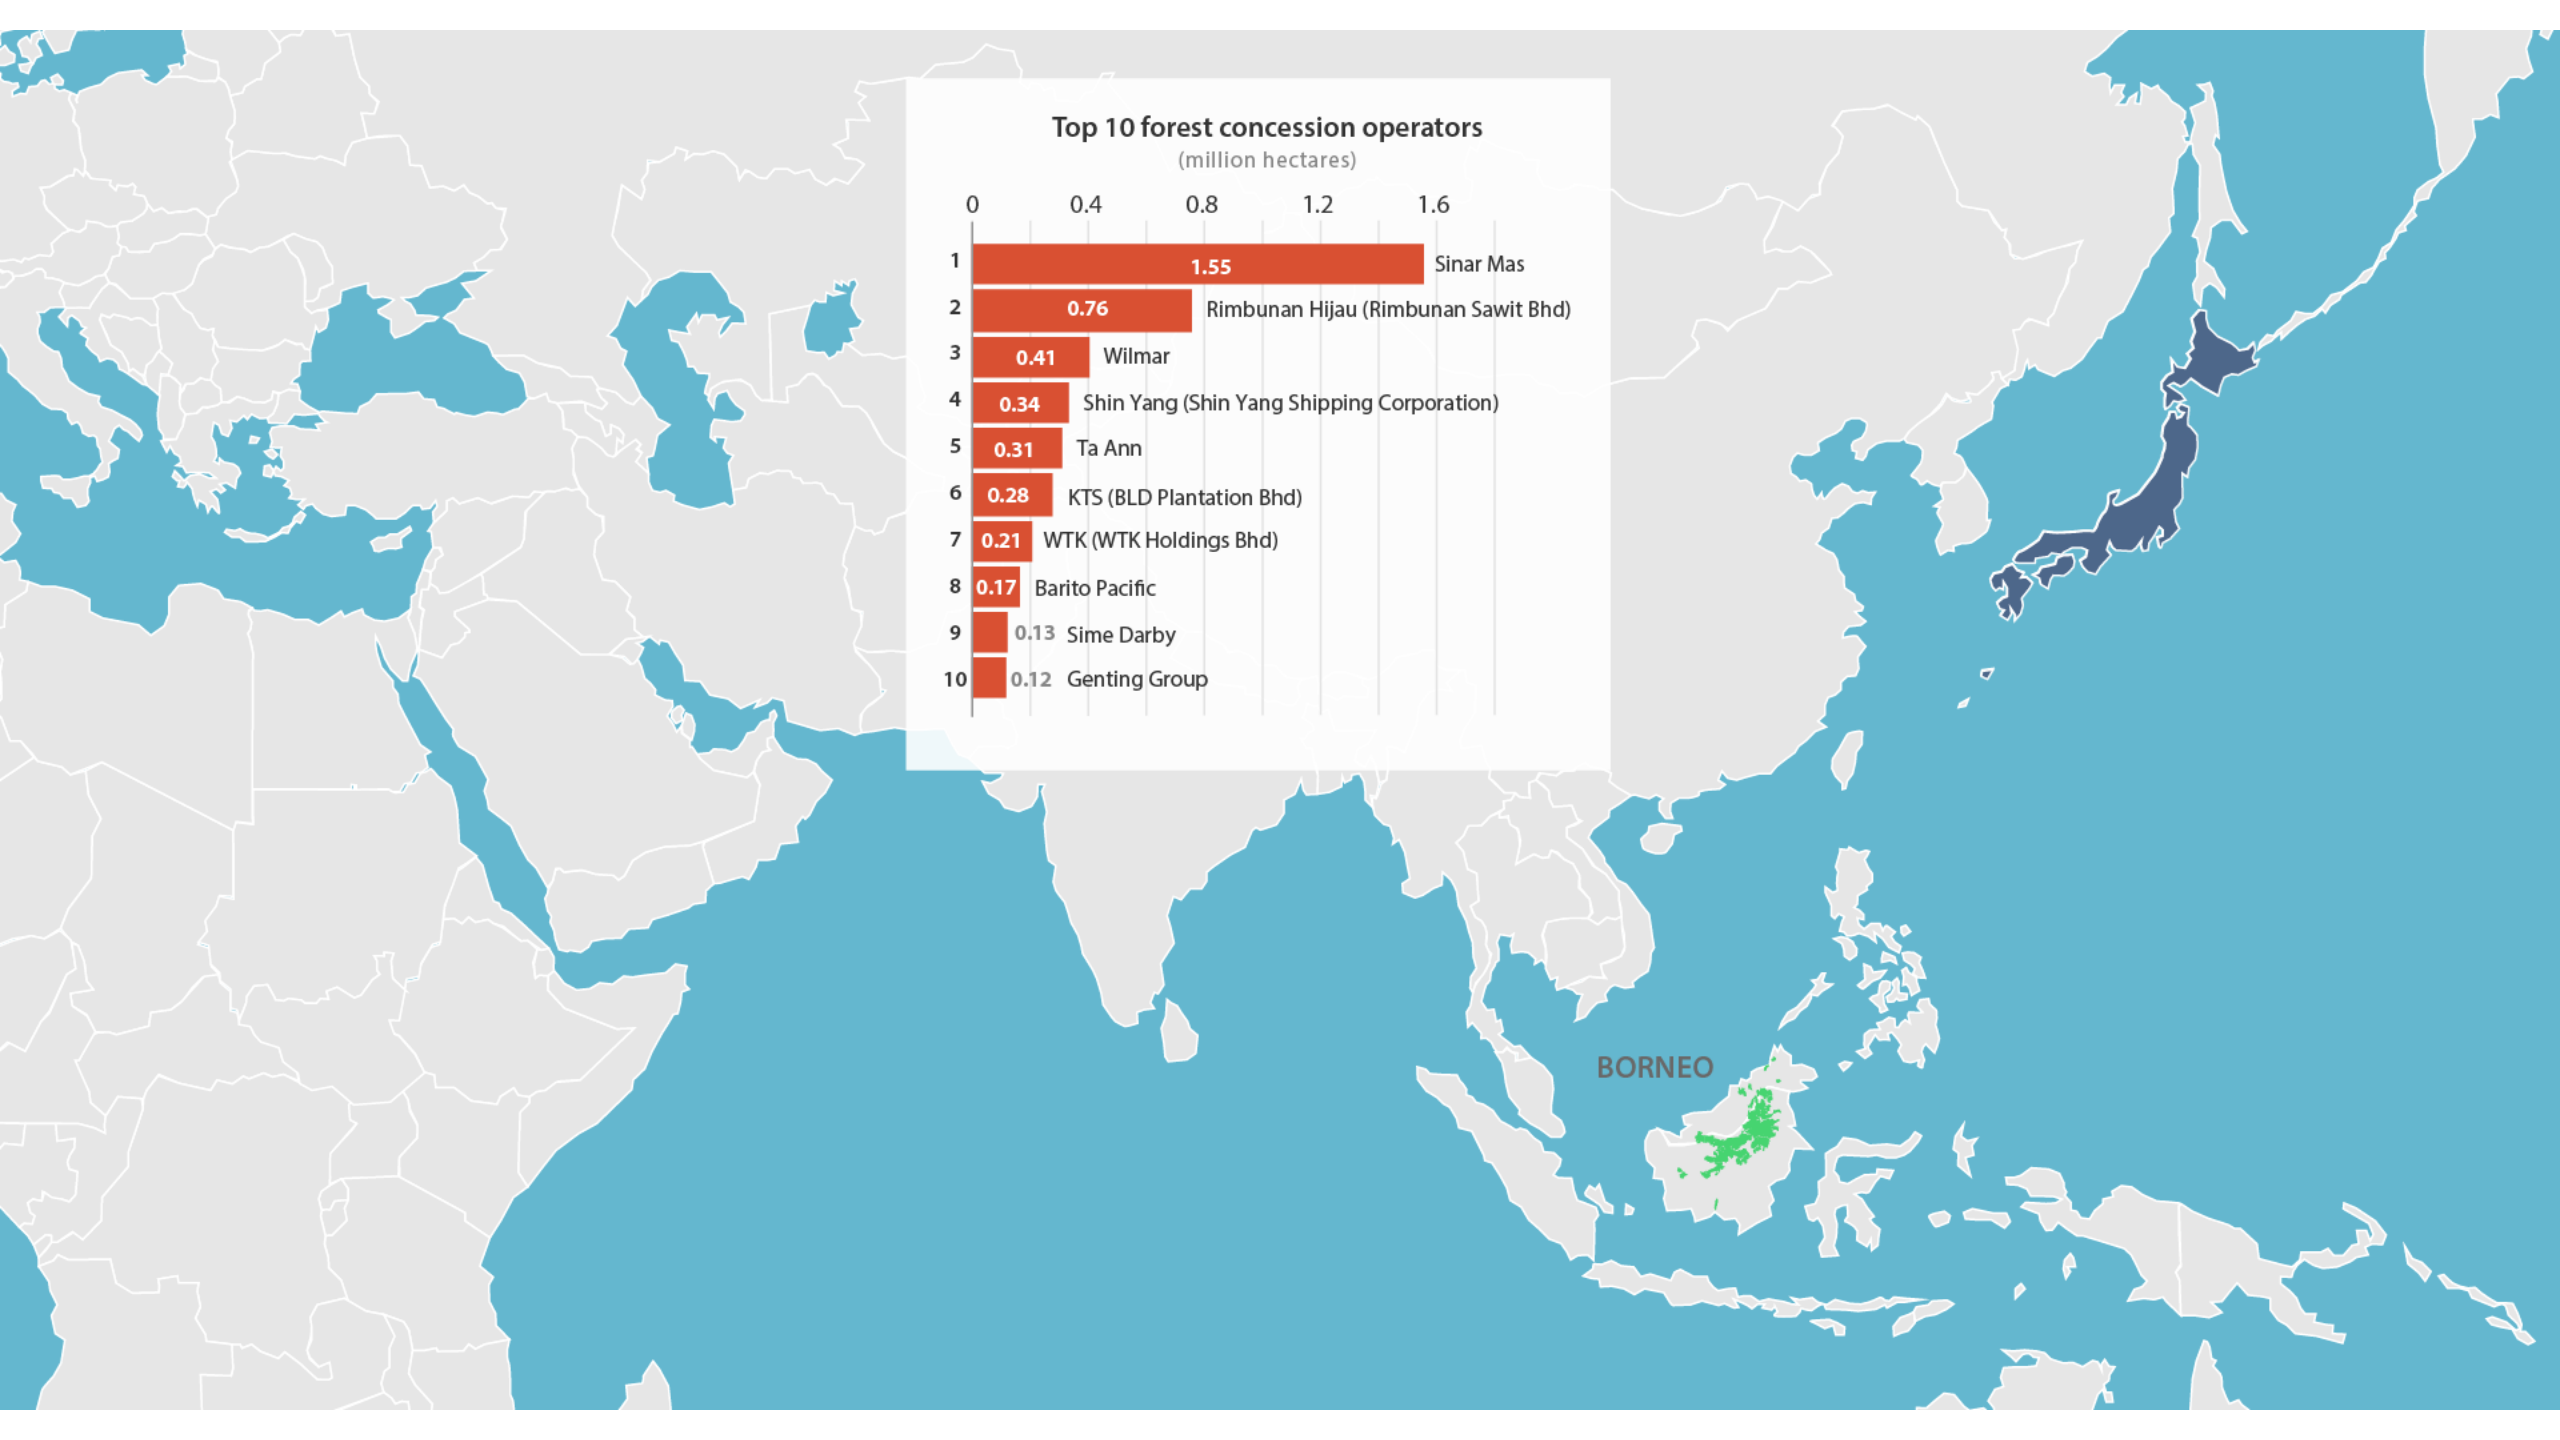 Top 10 forest concession operators
(million hectares)
0 0.4 0.8 1.2 1.6
1 1.55 Sinar Mas
2 0.76 Rimbunan Hijau (Rimbunan Sawit Bhd)
3 0.41 Wilmar
4 0.34 Shin Yang (Shin Yang Shipping Corporation)
5 0.31 Ta Ann
6 0.28 KTS (BLD Plantation Bhd)
7 0.21 WTK (WTK Holdings Bhd)
8 0.17 Barito Pacific
9 0.13 Sime Darby
10 0.12 Genting Group
BORNEO